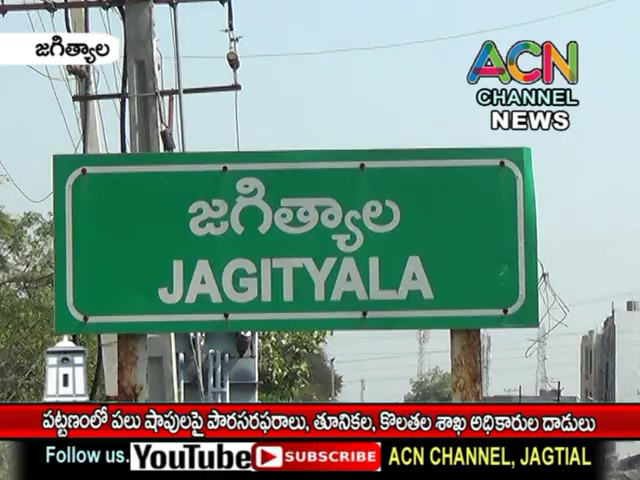 జగిత్యాల
ACN
CHANNEL
NEWS
జగిత్యాల
JAGITYALA
పట్టణంలో పలు షాపులపై పౌరసరఫరాలు, తూనికల, కొలతల శాఖ అధికారుల దాడులు
Follow us. YouTube SUBSCRIBE ACN CHANNEL, JAGTIAL